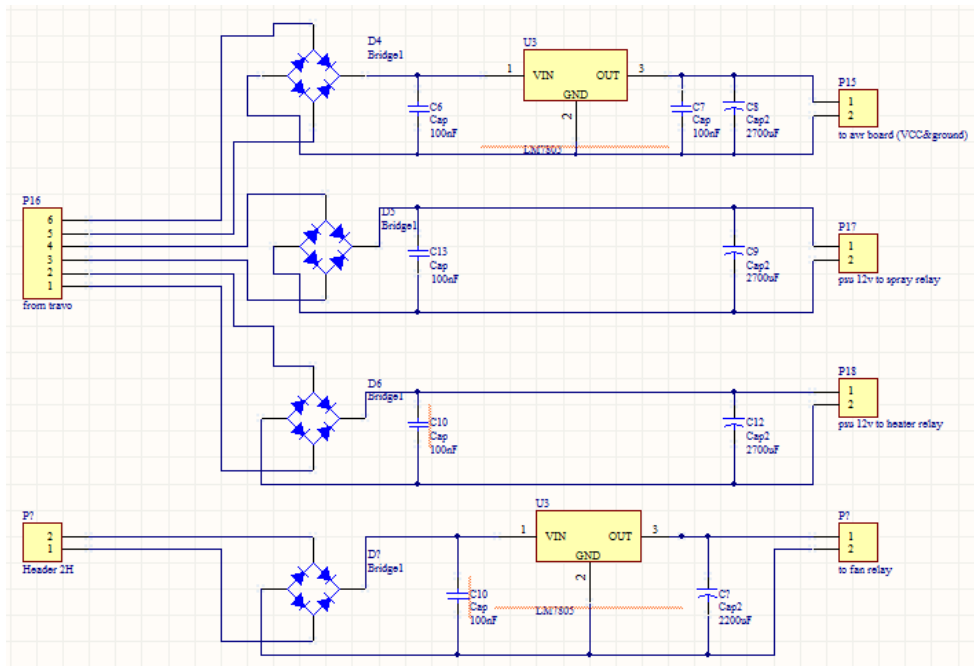 D4
Bridge1
U3
1 VIN OUT 3
GND
2
LM7805
C6
Cap
100nF
C7
Cap
100nF
C8
Cap2
2700uF
P15
1
2
to avr board (VCC&ground)
P16
6
5
4
3
2
1
from travo
D5
Bridge1
C13
Cap
100nF
C9
Cap2
2700uF
P17
1
2
psu 12v to spray relay
D6
Bridge1
C10
Cap
100nF
C12
Cap2
2700uF
P18
1
2
psu 12v to heater relay
P?
2
1
Header 2H
D?
Bridge1
C10
Cap
100nF
U3
1 VIN OUT 3
GND
2
LM7805
C?
Cap2
2200uF
P?
1
2
to fan relay